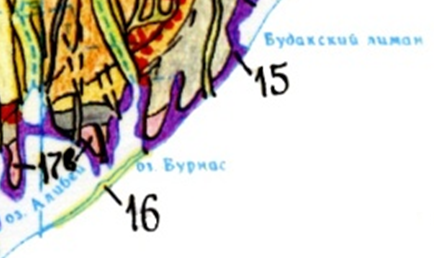 Будакский лиман
15
17в
оз. Бурнас
оз. Алибей
16